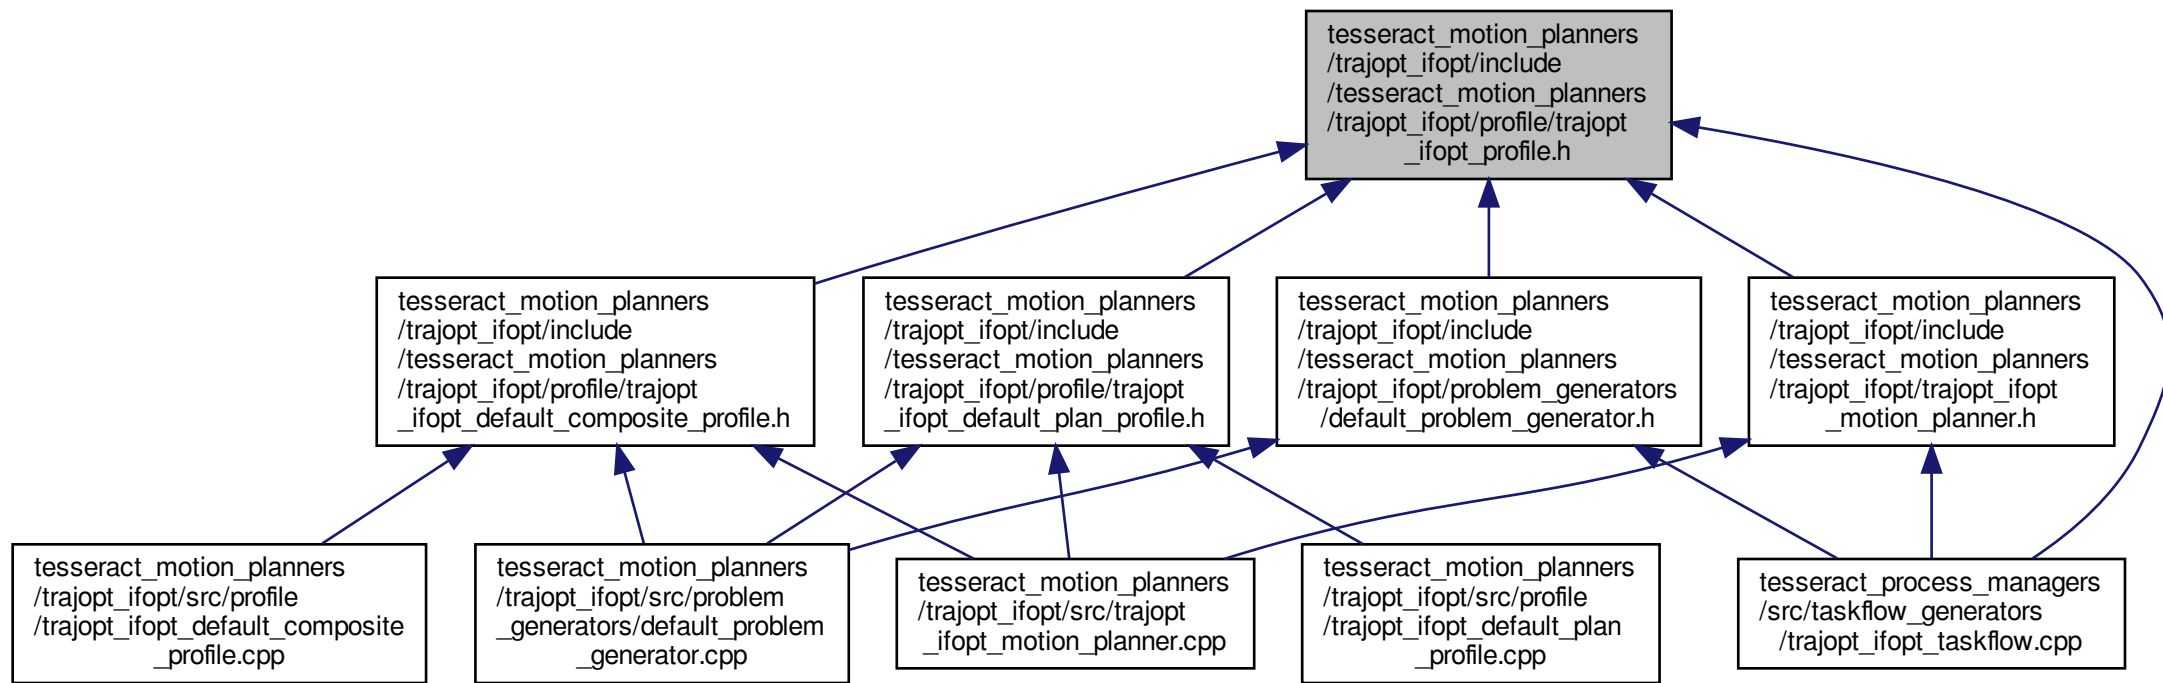 tesseract_motion_planners
/trajopt_ifopt/include
/tesseract_motion_planners
/trajopt_ifopt/profile/trajopt
_ifopt_profile.h
tesseract_motion_planners
/trajopt_ifopt/include
/tesseract_motion_planners
/trajopt_ifopt/profile/trajopt
_ifopt_default_composite_profile.h
tesseract_motion_planners
/trajopt_ifopt/include
/tesseract_motion_planners
/trajopt_ifopt/profile/trajopt
_ifopt_default_plan_profile.h
tesseract_motion_planners
/trajopt_ifopt/include
/tesseract_motion_planners
/trajopt_ifopt/problem_generators
/default_problem_generator.h
tesseract_motion_planners
/trajopt_ifopt/include
/tesseract_motion_planners
/trajopt_ifopt/trajopt_ifopt
_motion_planner.h
tesseract_motion_planners
/trajopt_ifopt/src/profile
/trajopt_ifopt_default_composite
_profile.cpp
tesseract_motion_planners
/trajopt_ifopt/src/problem
_generators/default_problem
_generator.cpp
tesseract_motion_planners
/trajopt_ifopt/src/trajopt
_ifopt_motion_planner.cpp
tesseract_motion_planners
/trajopt_ifopt/src/profile
/trajopt_ifopt_default_plan
_profile.cpp
tesseract_process_managers
/src/taskflow_generators
/trajopt_ifopt_taskflow.cpp